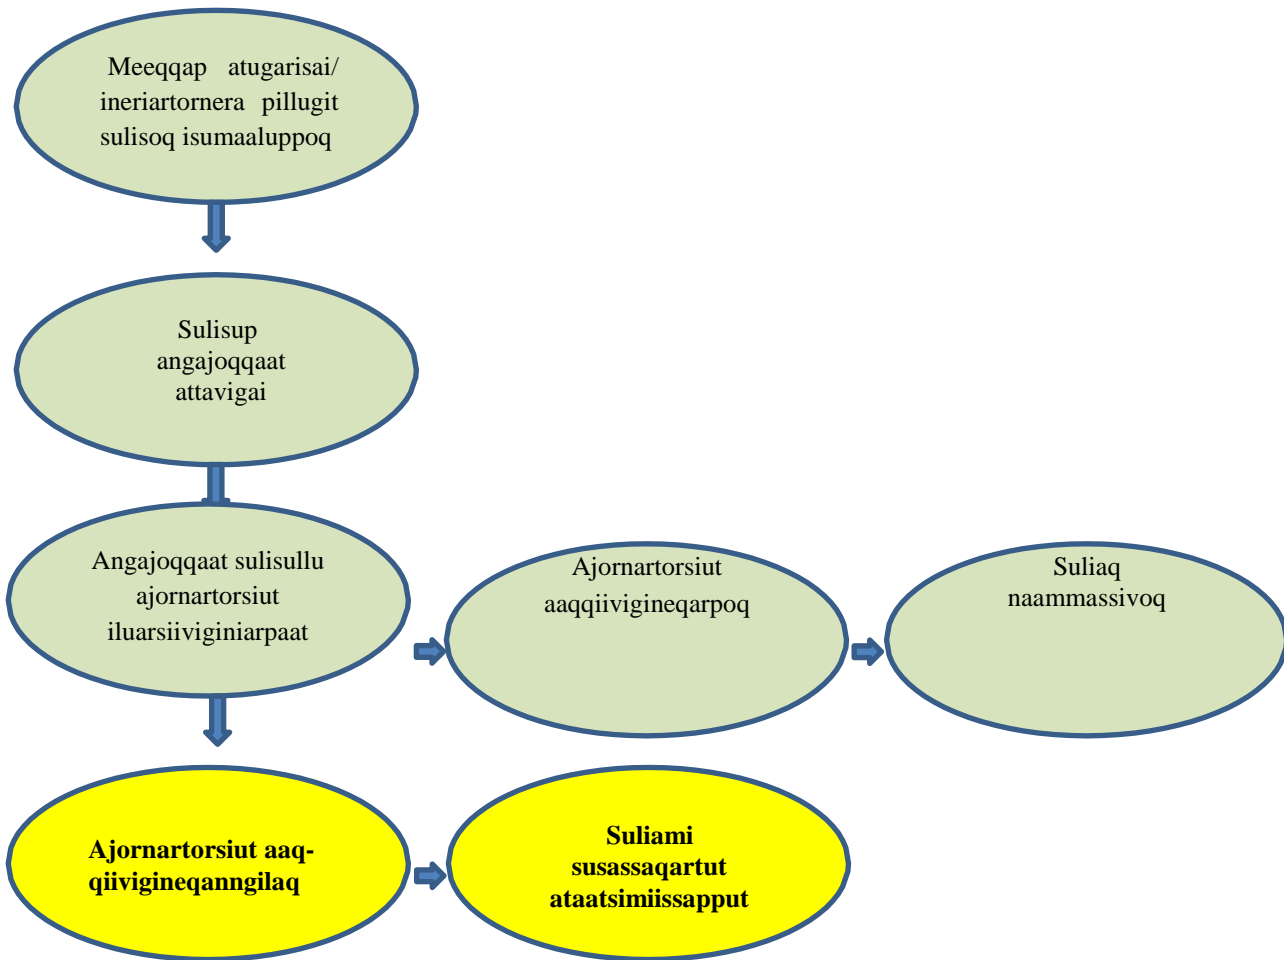 Meeqqap atugarisai/
ineriartornera pillugit
sulisoq isumaaluppoq
Sulisup
angajoqqaat
attavigai
Angajoqqaat sulisullu
ajornartorsiut
iluarsiiviginiarpaat
Ajornartorsiut
aaqqiivigineqarpoq
Suliaq
naammassivoq
Ajornartorsiut aaq-
qiivigineqanngilaq
Suliami
susassaqartut
ataatsimiissapput